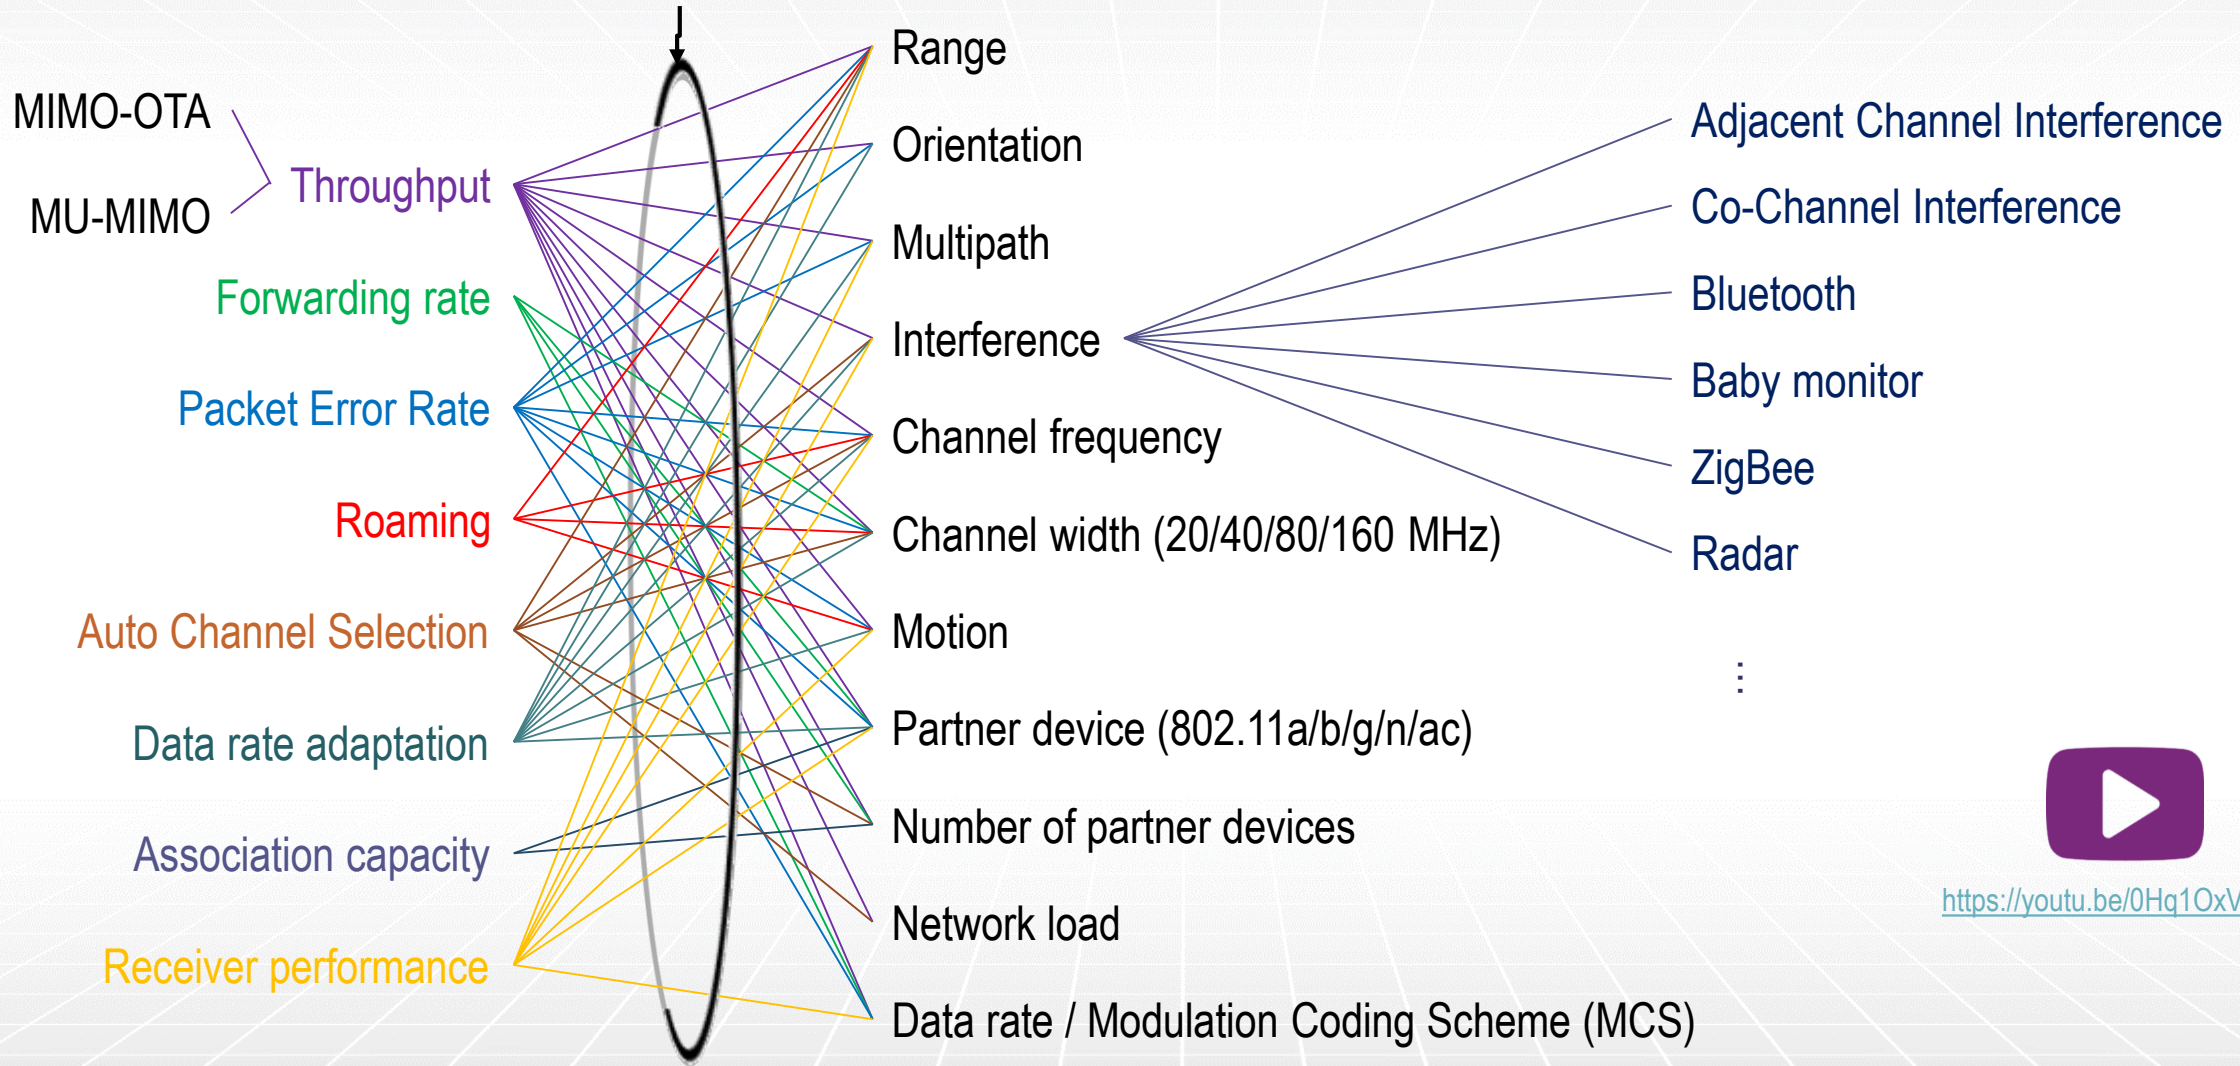 MIMO-OTA
MU-MIMO
Throughput
Forwarding rate
Packet Error Rate
Roaming
Auto Channel Selection
Data rate adaptation
Association capacity
Receiver performance
Range
Orientation
Multipath
Interference
Channel frequency
Channel width (20/40/80/160 MHz)
Motion
Partner device (802.11a/b/g/n/ac)
Number of partner devices
Network load
Data rate / Modulation Coding Scheme (MCS)
Adjacent Channel Interference
Co-Channel Interference
Bluetooth
Baby monitor
ZigBee
Radar
...
https://youtu.be/0Hq1OxV